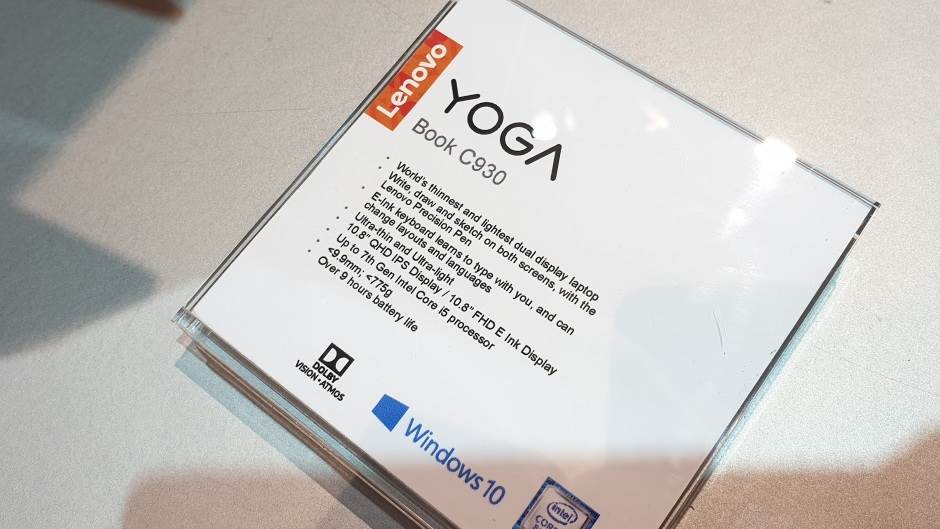 Lenovo
YOGA
Book C930
· World's thinnest and lightest dual display laptop
· Write, draw and sketch on both screens, with the
Lenovo Precision Pen
· E-ink keyboard learns to type with you, and can
change layouts and languages
· Ultra-thin and Ultra-light
· 10.8" QHD IPS Display / 10.8" FHD E Ink Display
· Up to 7th Gen Intel Core i5 processor
· <9.9mm; <775g
· Over 9 hours battery life
DOLBY
VISION·ATMOS
Windows 10
intel